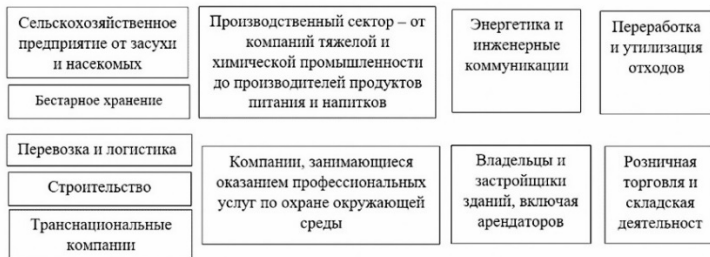 Сельскохозяйственное
предприятие от засухи
и насекомых
Бестарное хранение
Производственный сектор – от
компаний тяжелой и
химической промышленности
до производителей продуктов
питания и напитков
Энергетика и
инженерные
коммуникации
Переработка
и утилизация
отходов
Перевозка и логистика
Строительство
Транснациональные
компании
Компании, занимающиеся
оказанием профессиональных
услуг по охране окружающей
среды
Владельцы и
застройщики
зданий, включая
арендаторов
Розничная
торговля и
складская
деятельност